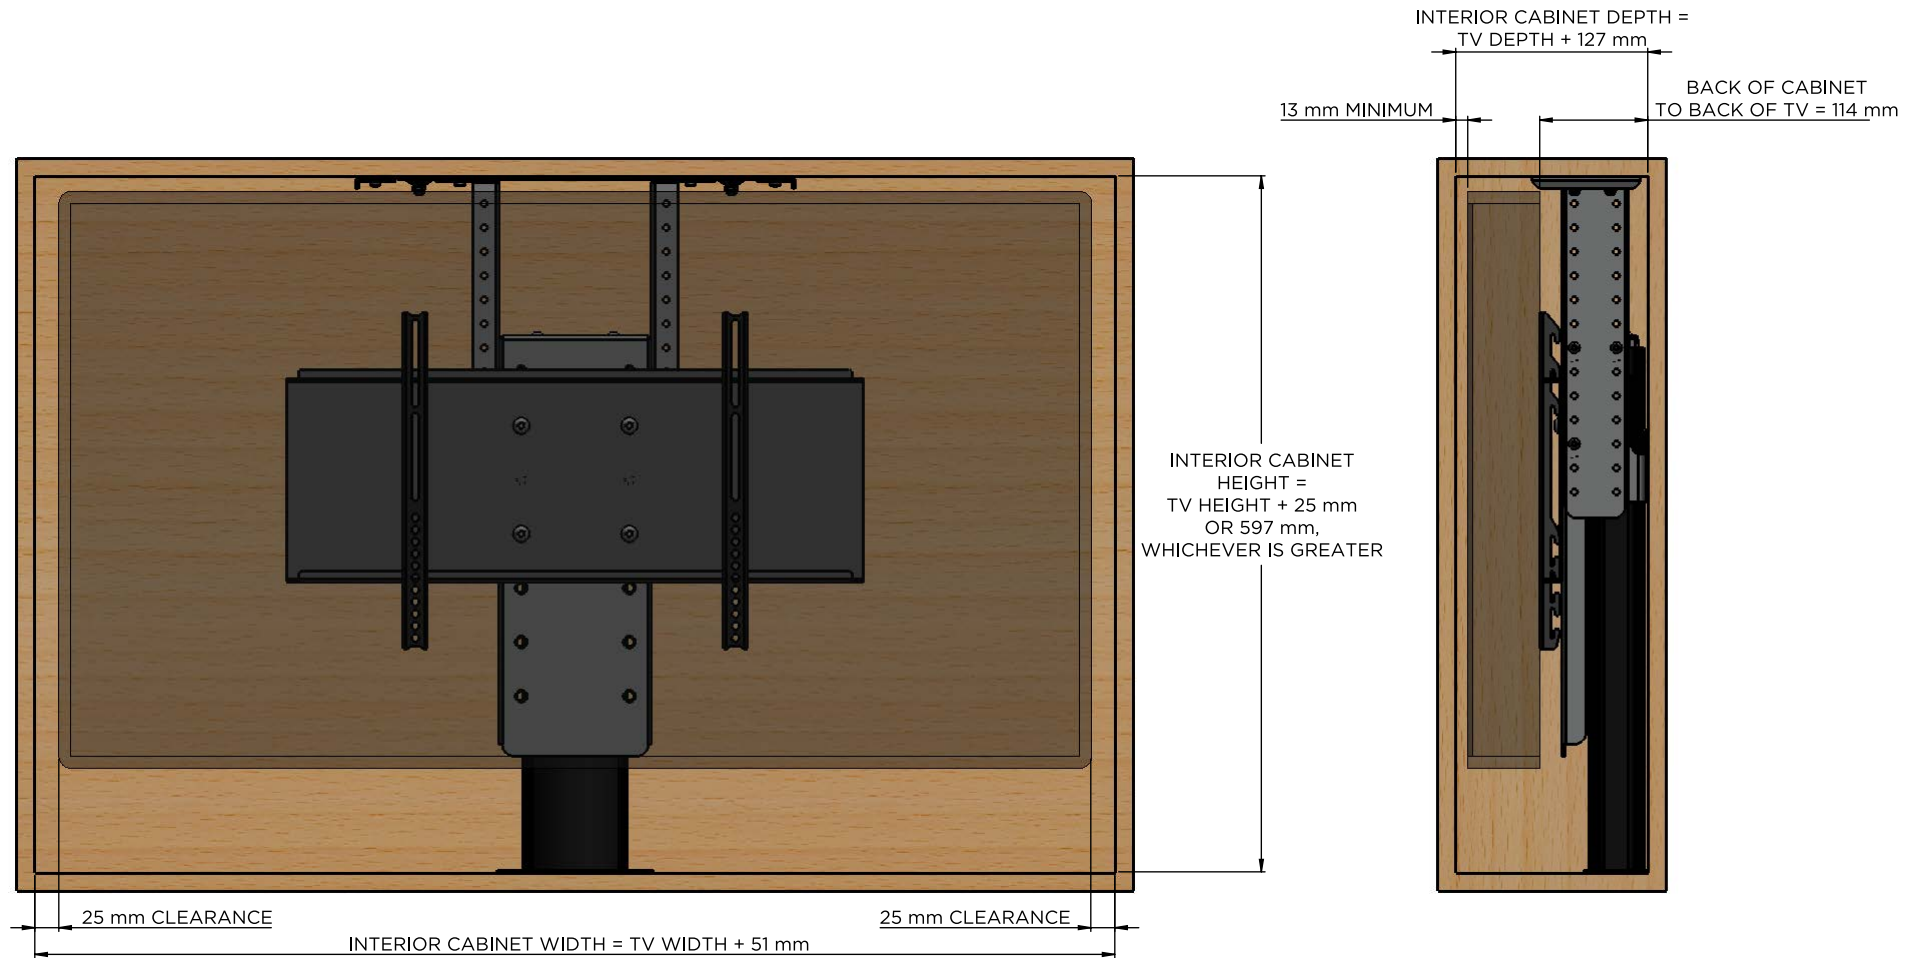 INTERIOR CABINET DEPTH =
TV DEPTH + 127 mm
13 mm MINIMUM
BACK OF CABINET
TO BACK OF TV = 114 mm
INTERIOR CABINET
HEIGHT =
TV HEIGHT + 25 mm
OR 597 mm,
WHICHEVER IS GREATER
25 mm CLEARANCE
25 mm CLEARANCE
INTERIOR CABINET WIDTH = TV WIDTH + 51 mm